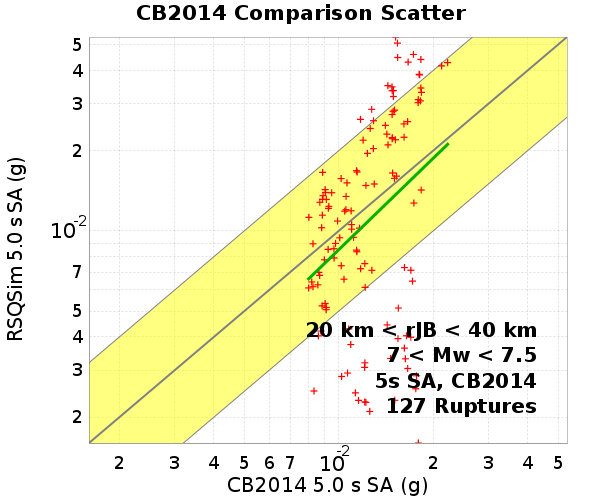 CB2014 Comparison Scatter
5
4
3
2
10-2
7
5
4
3
2
RSQSim 5.0 s SA (g)
20 km < rJB < 40 km
7 < Mw < 7.5
5s SA, CB2014
127 Ruptures
2 3 4 5 6 7 10-2 2 3 4 5
CB2014 5.0 s SA (g)